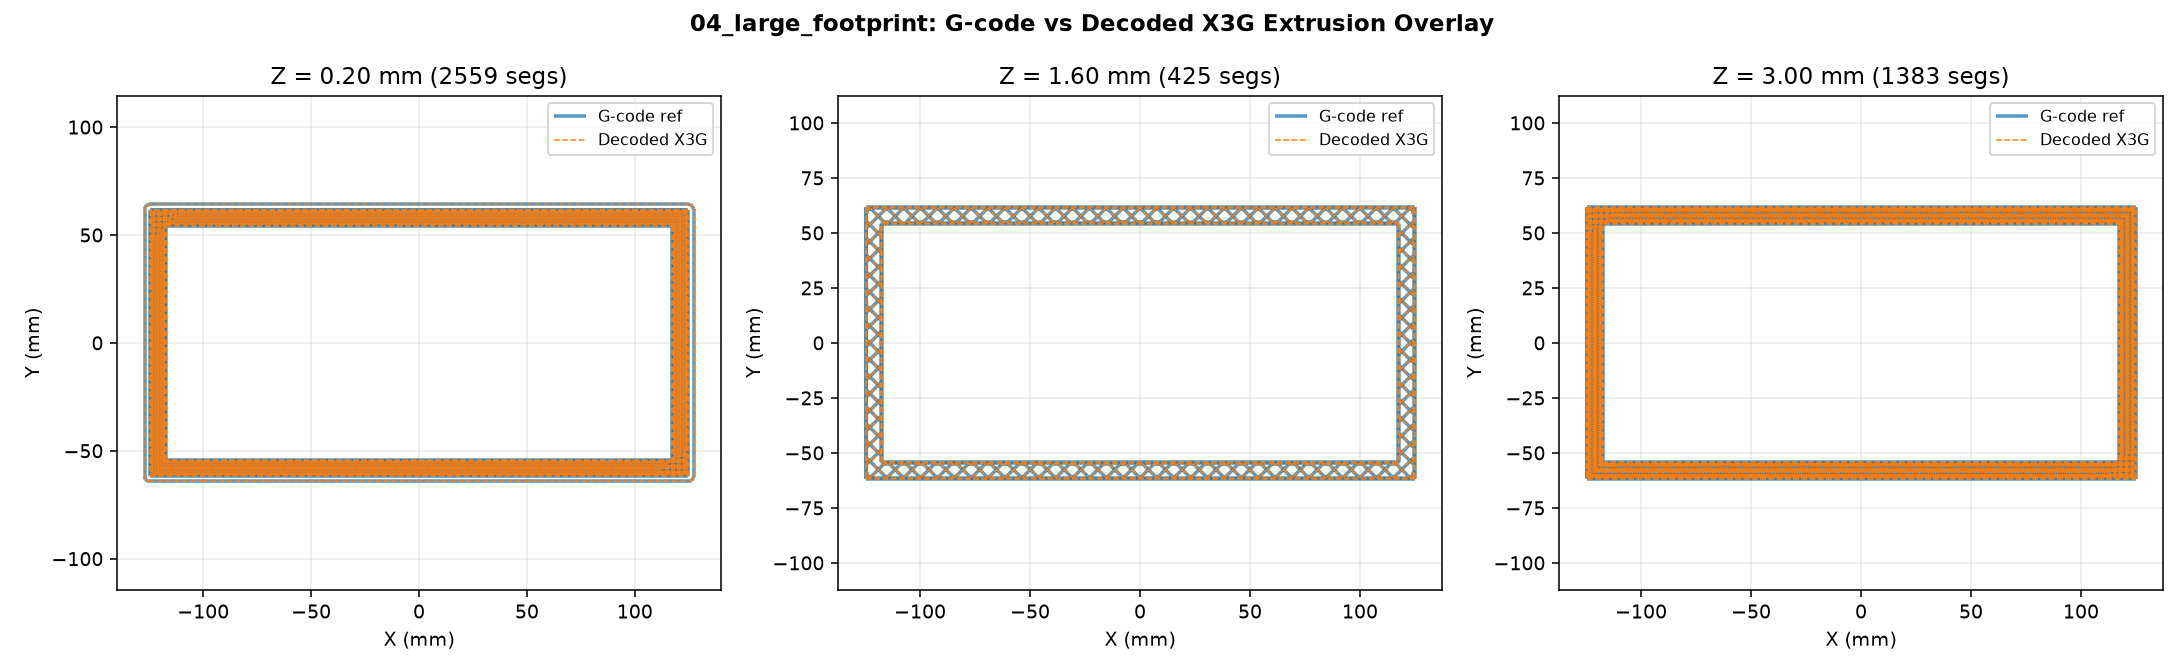 04_large_footprint: G-code vs Decoded X3G Extrusion Overlay
Z = 0.20 mm (2559 segs)
G-code ref
Decoded X3G
100
50
0
−50
−100
Y (mm)
−100
−50
0
50
100
X (mm)
Z = 1.60 mm (425 segs)
G-code ref
Decoded X3G
100
75
50
25
0
−25
−50
−75
−100
Y (mm)
−100
−50
0
50
100
X (mm)
Z = 3.00 mm (1383 segs)
G-code ref
Decoded X3G
100
75
50
25
0
−25
−50
−75
−100
Y (mm)
−100
−50
0
50
100
X (mm)